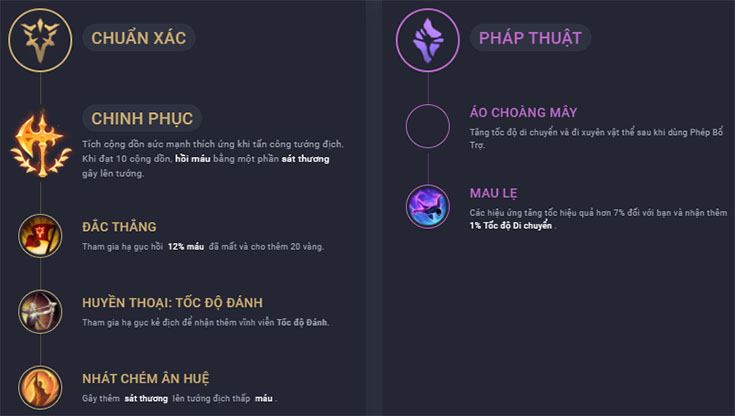 CHUẨN XÁC
CHINH PHỤC
Tích cộng dồn sức mạnh thích ứng khi tấn công tướng địch.
Khi đạt 10 cộng dồn, hồi máu bằng một phần sát thương
gây lên tướng.
ĐẮC THẮNG
Tham gia hạ gục hồi 12% máu đã mất và cho thêm 20 vàng.
HUYỀN THOẠI: TỐC ĐỘ ĐÁNH
Tham gia hạ gục kẻ địch để nhận thêm vĩnh viễn Tốc độ Đánh.
NHÁT CHÉM ÂN HUỆ
Gây thêm sát thương lên tướng địch thấp máu .
PHÁP THUẬT
ÁO CHOÀNG MÂY
Tăng tốc độ di chuyển và đi xuyên vật thể sau khi dùng Phép Bổ
Trợ.
MAU LẸ
Các hiệu ứng tăng tốc hiệu quả hơn 7% đối với bạn và nhận thêm
1% Tốc độ Di chuyển .